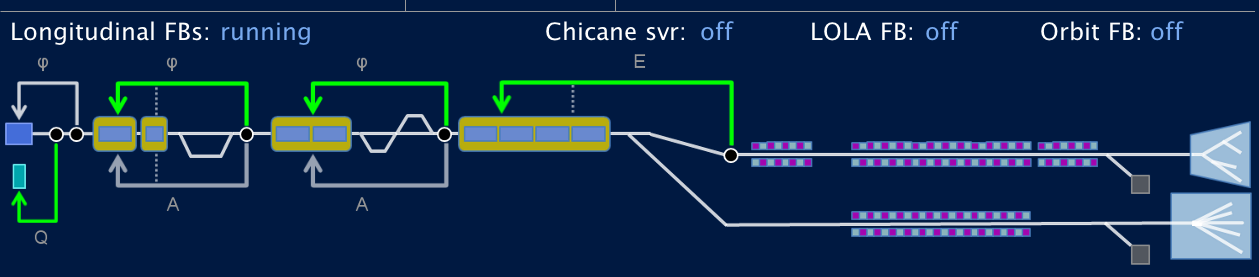 Longitudinal FBs: running Chicane svr: off LOLA FB: off Orbit FB: off
φ φ φ E
A A
Q